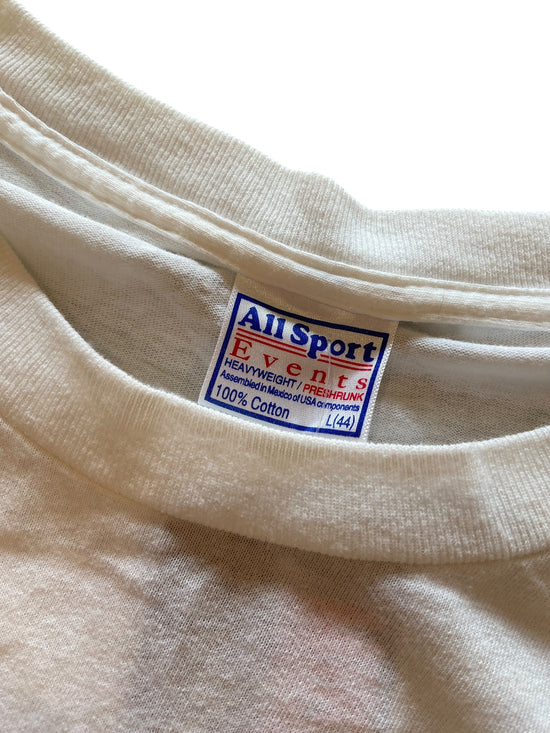 All Sport
Events
HEAVYWEIGHT / PRESHRUNK
Assembled in Mexico of USA components
100% Cotton
L(44)